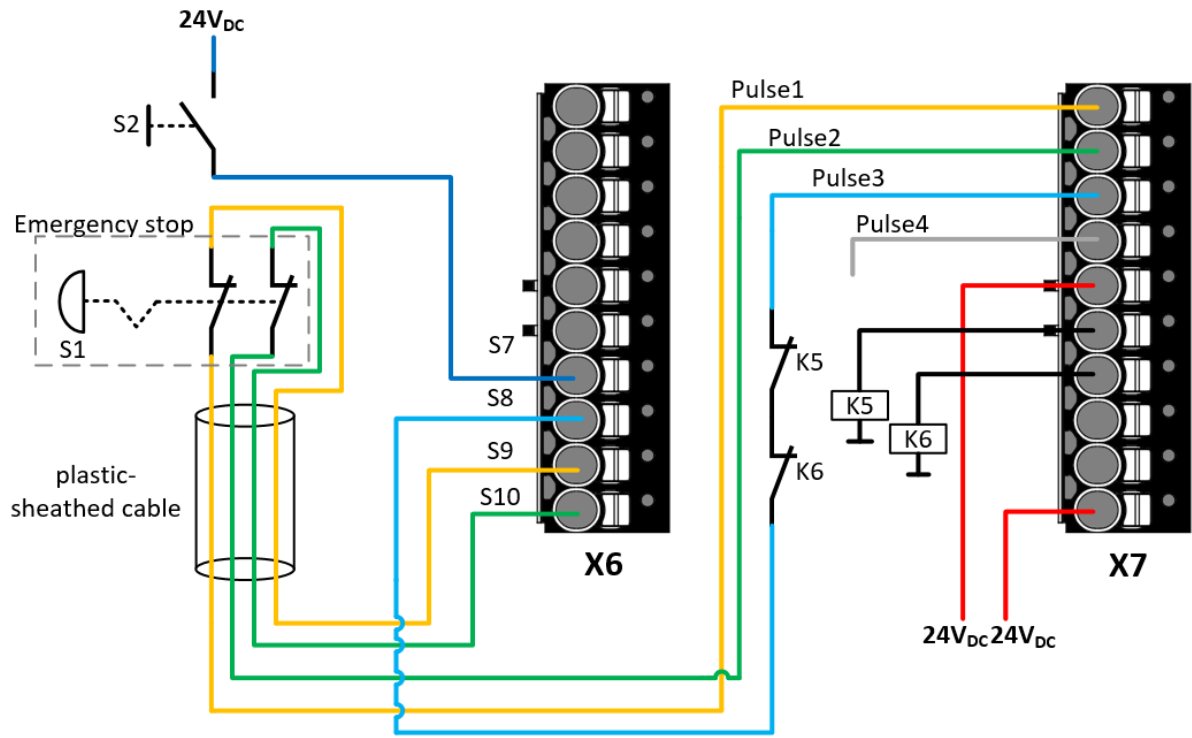 24VDC
S2
Emergency stop
S1
plastic-
sheathed cable
S7
S8
S9
S10
X6
Pulse1
Pulse2
Pulse3
Pulse4
K5
K6
K5
K6
X7
24VDC 24VDC